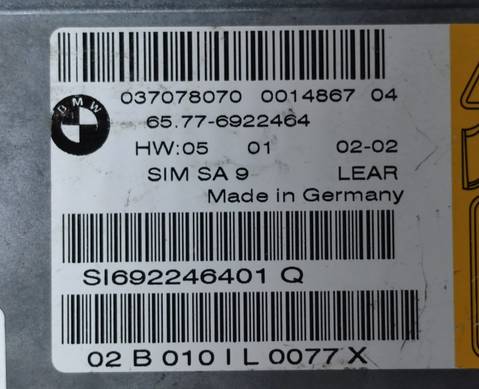 BMW
037078070 0014867 04
65.77-6922464
HW:05 01 02-02
SIM SA 9 LEAR
Made in Germany
SI692246401 Q
02 B 010 I L 0077 X